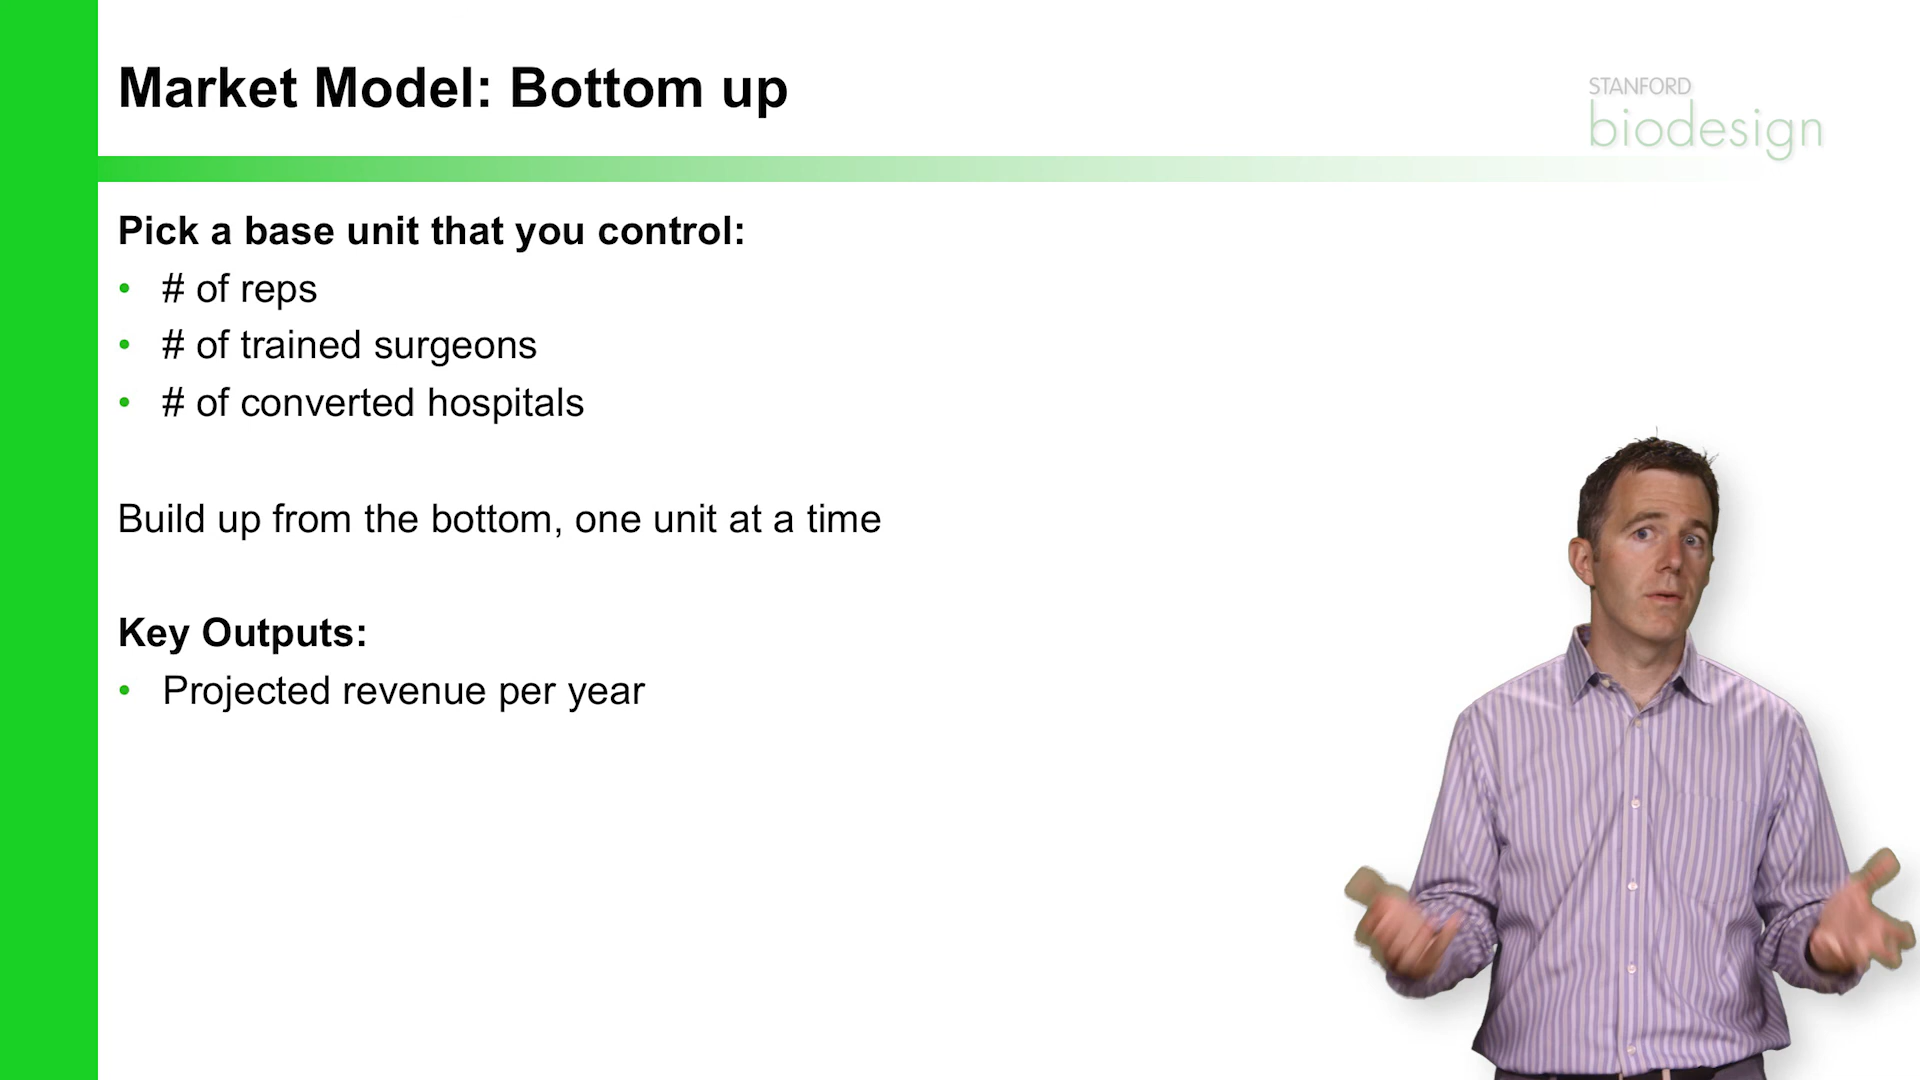 Market Model: Bottom up
STANFORD
biodesign
Pick a base unit that you control:
• # of reps
• # of trained surgeons
• # of converted hospitals
Build up from the bottom, one unit at a time
Key Outputs:
• Projected revenue per year